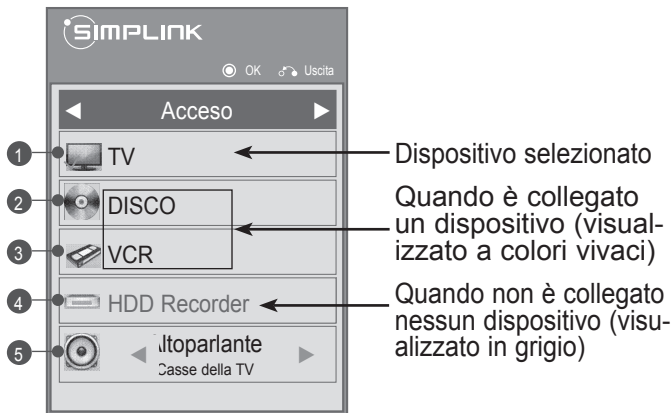 SIMPLINK
OK Uscita
Acceso
1 TV
Dispositivo selezionato
2 DISCO
3 VCR
Quando è collegato
un dispositivo (visual-
izzato a colori vivaci)
4 HDD Recorder
Quando non è collegato
nessun dispositivo (visu-
alizzato in grigio)
5 ltoparlante
Casse della TV